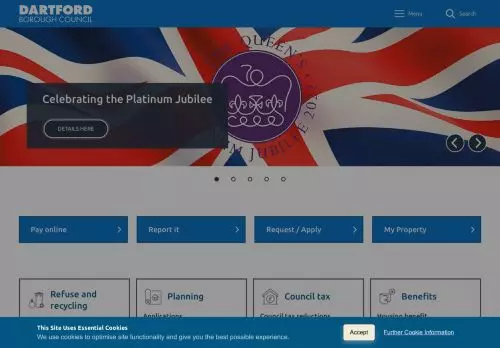 DARTFORD
BOROUGH COUNCIL
Menu
Search
QUEEN'S
JUBILEE 202
Celebrating the Platinum Jubilee
DETAILS HERE
Pay online
Report it
Request / Apply
My Property
Refuse and
recycling
Planning
Applications
Council tax
Council tax reductions
Benefits
Housing benefit
This Site Uses Essential Cookies
We use cookies to optimise site functionality and give you the best possible experience.
Accept
Further Cookie Information